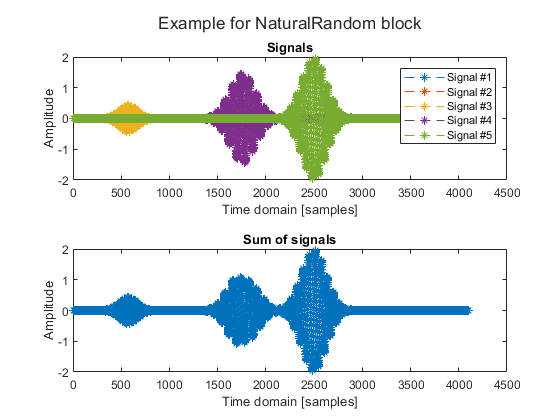 Example for NaturalRandom block
Signals
2
1
0
-1
-2
Amplitude
Signal #1
Signal #2
Signal #3
Signal #4
Signal #5
0 500 1000 1500 2000 2500 3000 3500 4000 4500
Time domain [samples]
Sum of signals
2
1
0
-1
-2
Amplitude
0 500 1000 1500 2000 2500 3000 3500 4000 4500
Time domain [samples]